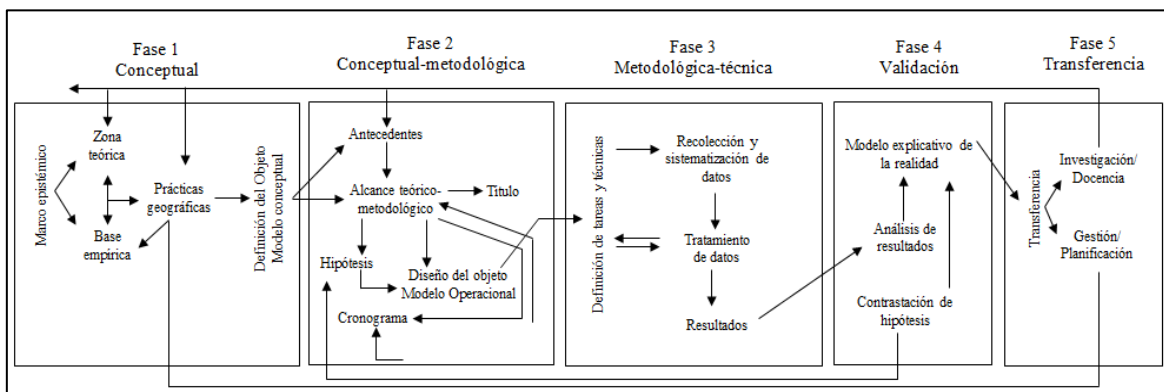 Fase 1
Conceptual
Fase 2
Conceptual-metodológica
Fase 3
Metodológica-técnica
Fase 4
Validación
Fase 5
Transferencia
Marco epistémico
Zona
teórica
Base
empírica
Prácticas
geográficas
Definición del Objeto
Modelo conceptual
Antecedentes
Alcance teórico-
metodológico
Titulo
Hipótesis
Diseño del objeto
Modelo Operacional
Cronograma
Definición de tareas y técnicas
Recolección y
sistematización de
datos
Tratamiento
de datos
Resultados
Modelo explicativo de
la realidad
Análisis de
resultados
Contrastación de
hipótesis
Transferencia
Investigación/
Docencia
Gestión/
Planificación